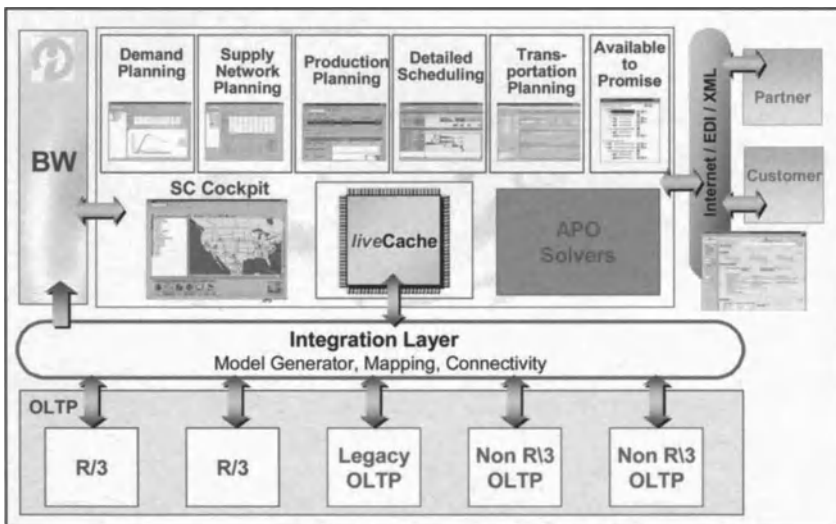 Demand
Planning
Supply
Network
Planning
Production
Planning
Detailed
Scheduling
Trans-
portation
Planning
Available
to
Promise
BW
SC Cockpit
liveCache
APO
Solvers
Internet / EDI / XML
Partner
Customer
Integration Layer
Model Generator, Mapping, Connectivity
OLTP
R/3
R/3
Legacy
OLTP
Non R\3
OLTP
Non R\3
OLTP